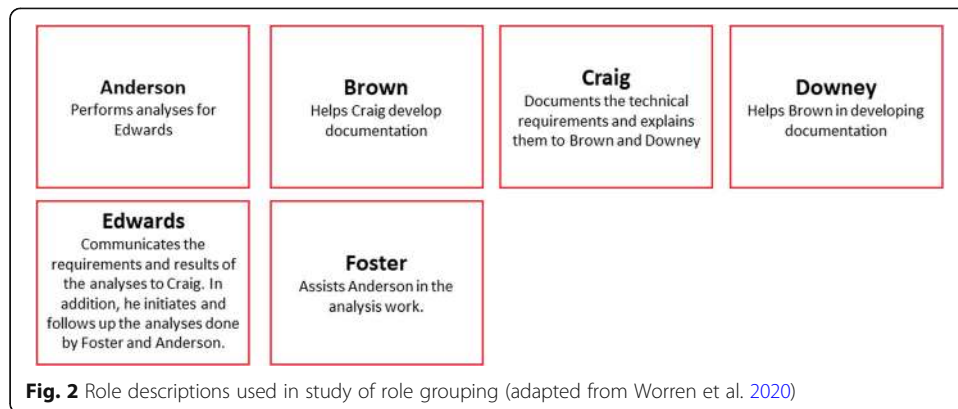 Anderson
Performs analyses for
Edwards
Brown
Helps Craig develop
documentation
Craig
Documents the technical
requirements and explains
them to Brown and Downey
Downey
Helps Brown in developing
documentation
Edwards
Communicates the
requirements and results of
the analyses to Craig. In
addition, he initiates and
follows up the analyses done
by Foster and Anderson.
Foster
Assists Anderson in the
analysis work.
Fig. 2 Role descriptions used in study of role grouping (adapted from Worren et al. 2020)